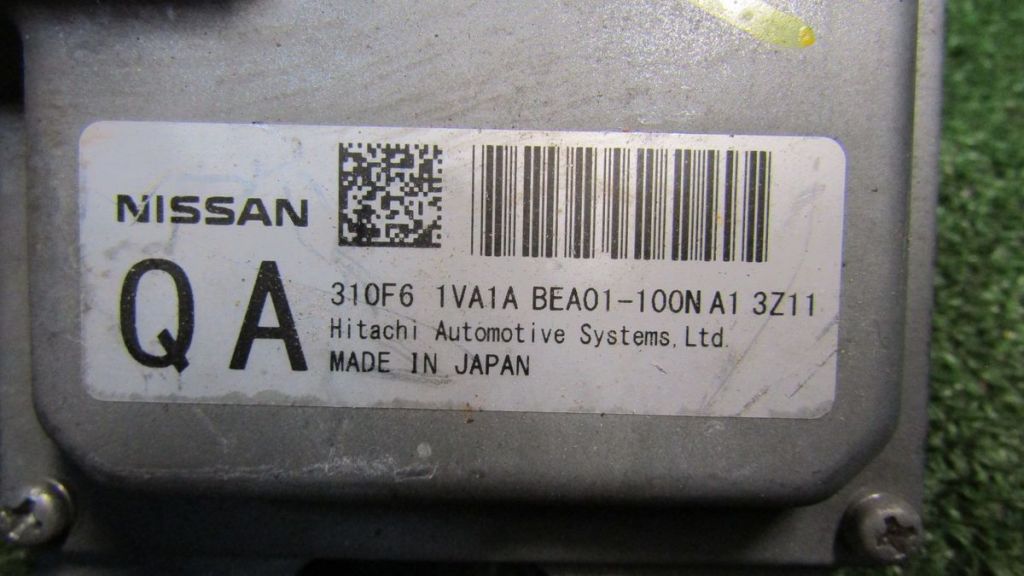 NISSAN
QA
310F6 1VA1A BEA01-100N A1 3Z11
Hitachi Automotive Systems,Ltd.
MADE IN JAPAN